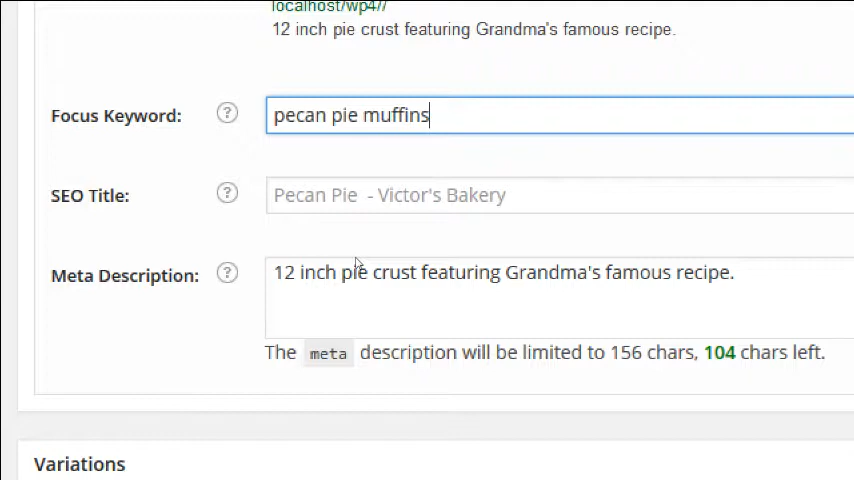 localhost/wp4//
12 inch pie crust featuring Grandma's famous recipe.
Focus Keyword: ? pecan pie muffins
SEO Title: ? Pecan Pie - Victor's Bakery
Meta Description: ? 12 inch pie crust featuring Grandma's famous recipe.
The meta description will be limited to 156 chars, 104 chars left.
Variations